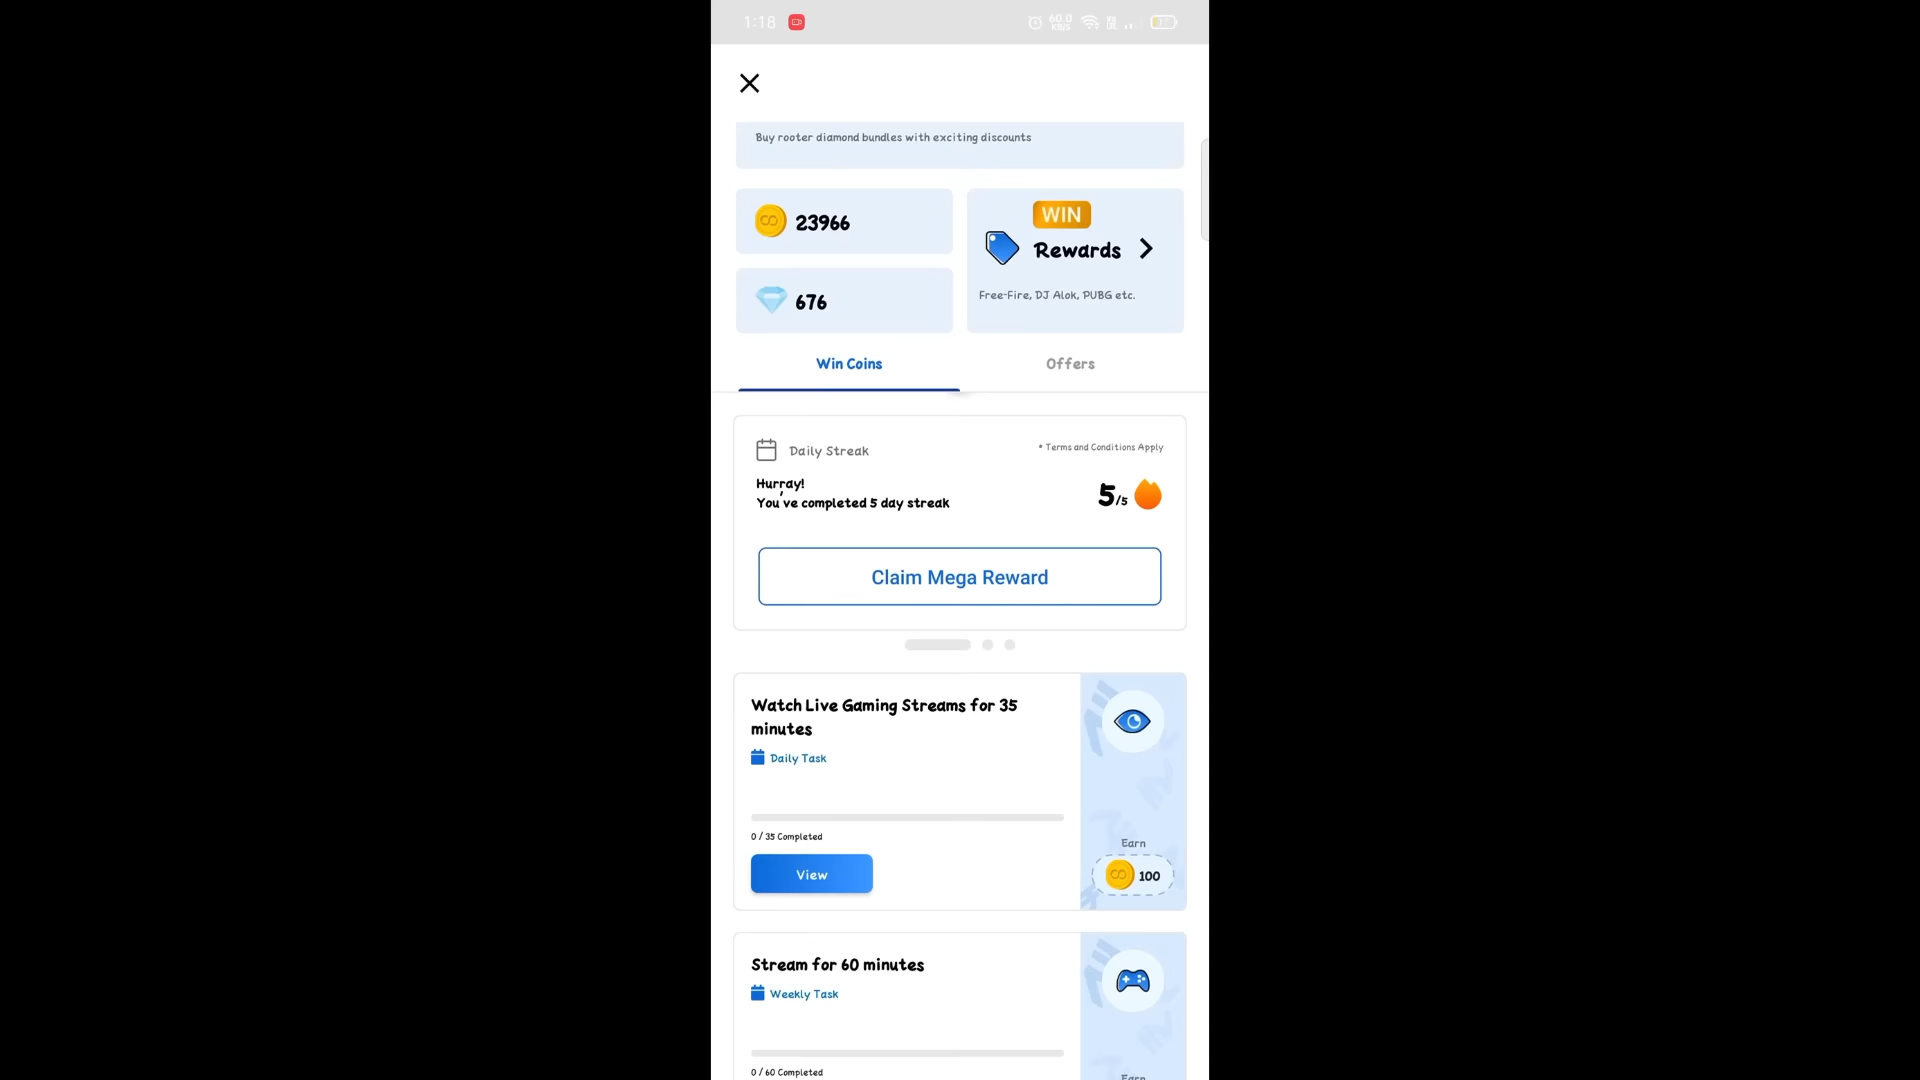 1:18
60.0
KB/S
Buy rooter diamond bundles with exciting discounts
23966
WIN
Rewards
Free-Fire, DJ Alok, PUBG etc.
676
Win Coins
Offers
Daily Streak
* Terms and Conditions Apply
Hurray!
You've completed 5 day streak
5/5
Claim Mega Reward
Watch Live Gaming Streams for 35
minutes
Daily Task
0 / 35 Completed
View
Earn
100
Stream for 60 minutes
Weekly Task
0 / 60 Completed
Earn